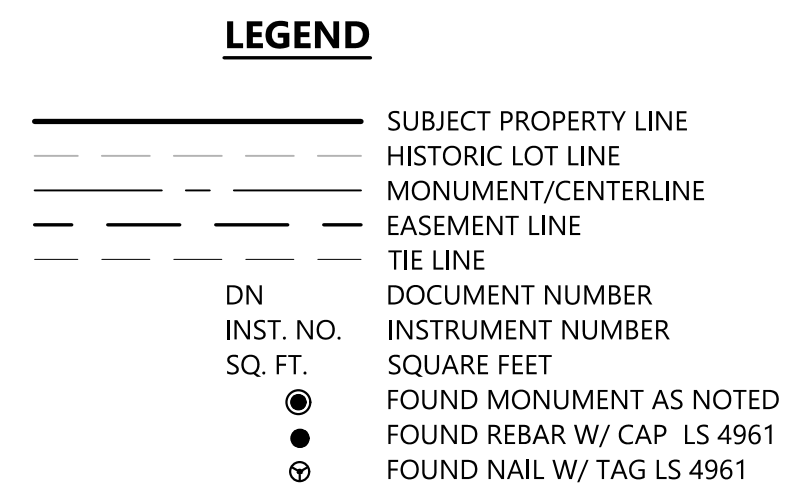 LEGEND
SUBJECT PROPERTY LINE
HISTORIC LOT LINE
MONUMENT/CENTERLINE
EASEMENT LINE
TIE LINE
DN DOCUMENT NUMBER
INST. NO. INSTRUMENT NUMBER
SQ. FT. SQUARE FEET
FOUND MONUMENT AS NOTED
FOUND REBAR W/ CAP LS 4961
FOUND NAIL W/ TAG LS 4961